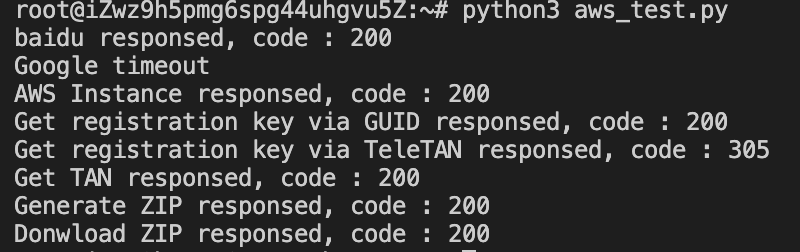 root@iZwz9h5pmg6spg44uhgvu5Z:~# python3 aws_test.py
baidu responsed, code : 200
Google timeout
AWS Instance responsed, code : 200
Get registration key via GUID responsed, code : 200
Get registration key via TeleTAN responsed, code : 305
Get TAN responsed, code : 200
Generate ZIP responsed, code : 200
Donwload ZIP responsed, code : 200